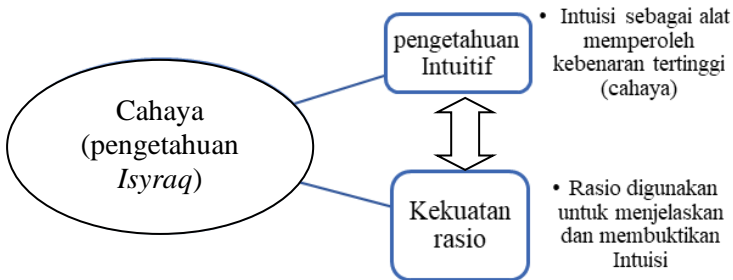 Cahaya
(pengetahuan
Isyraq)
pengetahuan
Intuitif
• Intuisi sebagai alat
memperoleh
kebenaran tertinggi
(cahaya)
Kekuatan
rasio
• Rasio digunakan
untuk menjelaskan
dan membuktikan
Intuisi